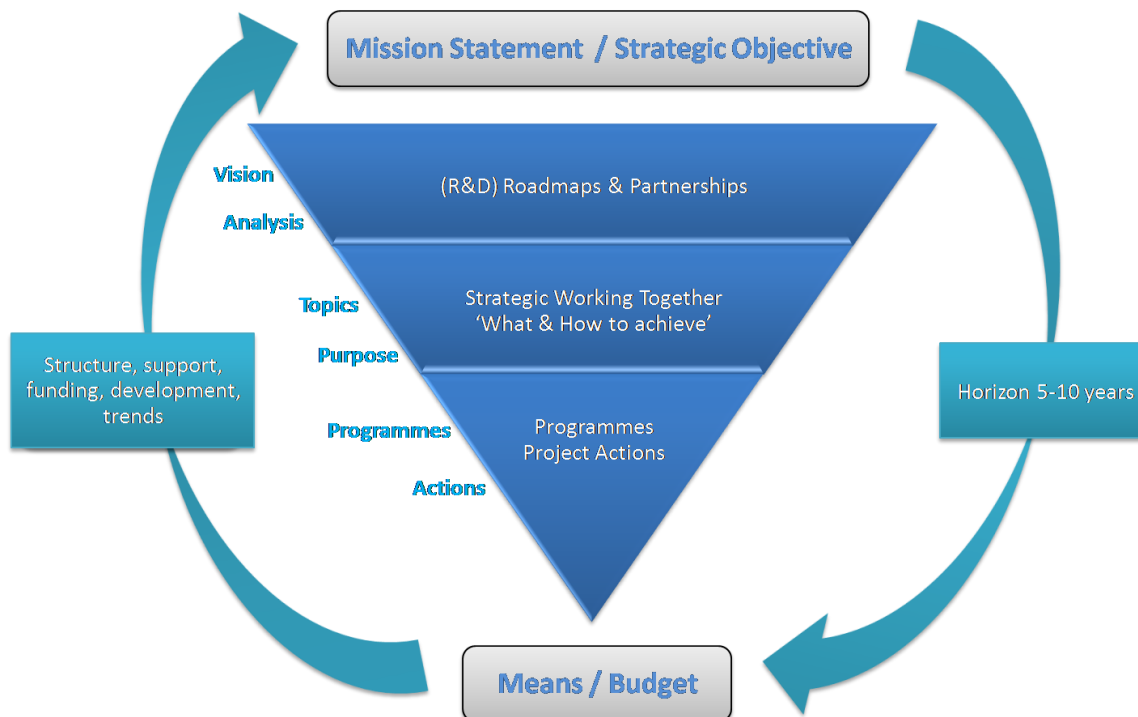 Mission Statement / Strategic Objective
Vision
(R&D) Roadmaps & Partnerships
Analysis
Topics
Strategic Working Together
‘What & How to achieve’
Purpose
Structure, support,
funding, development,
trends
Horizon 5-10 years
Programmes
Programmes
Project Actions
Actions
Means / Budget